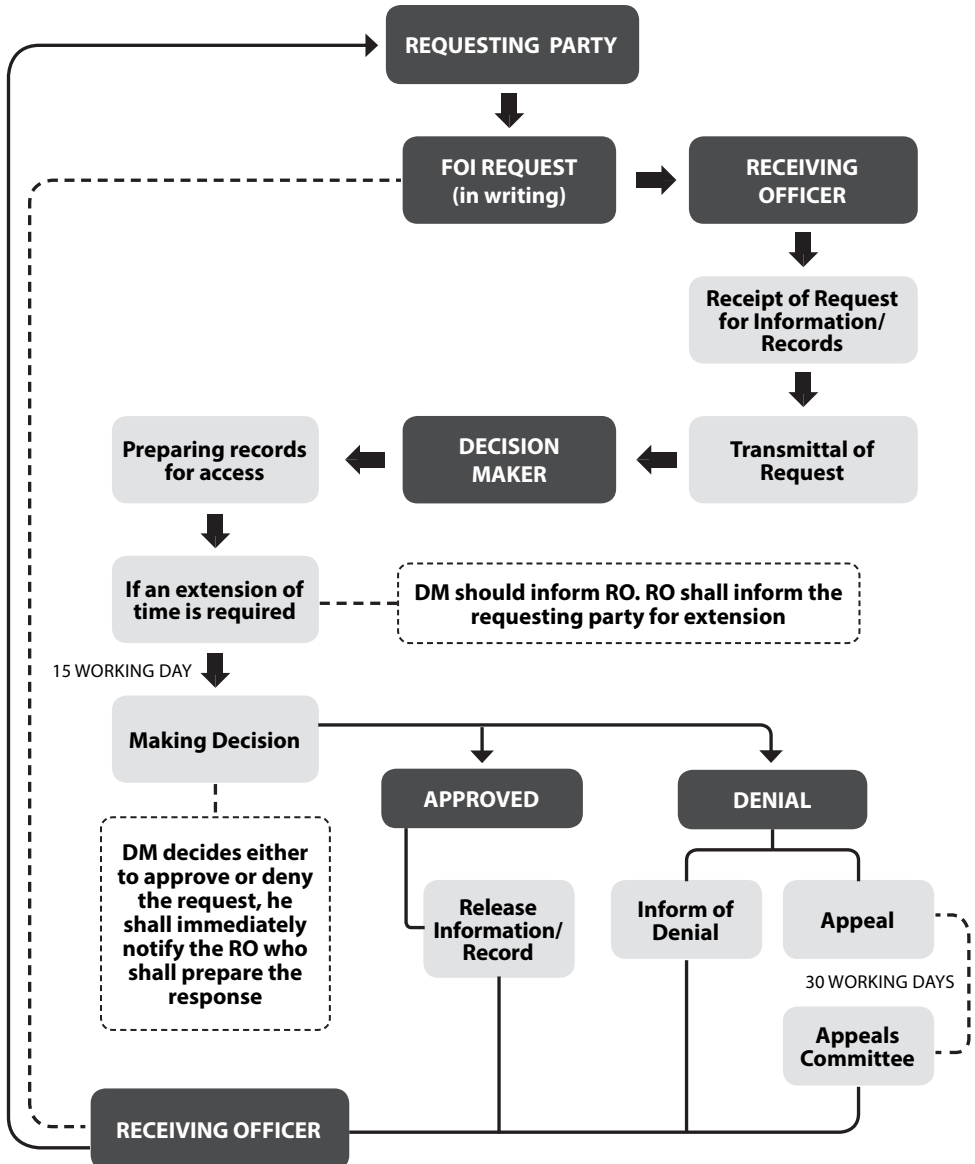 REQUESTING PARTY
FOI REQUEST
(in writing)
RECEIVING
OFFICER
Receipt of Request
for Information/
Records
Transmittal of
Request
DECISION
MAKER
Preparing records
for access
If an extension of
time is required
DM should inform RO. RO shall inform the
requesting party for extension
15 WORKING DAY
Making Decision
DM decides either
to approve or deny
the request, he
shall immediately
notify the RO who
shall prepare the
response
APPROVED
DENIAL
Release
Information/
Record
Inform of
Denial
Appeal
30 WORKING DAYS
Appeals
Committee
RECEIVING OFFICER